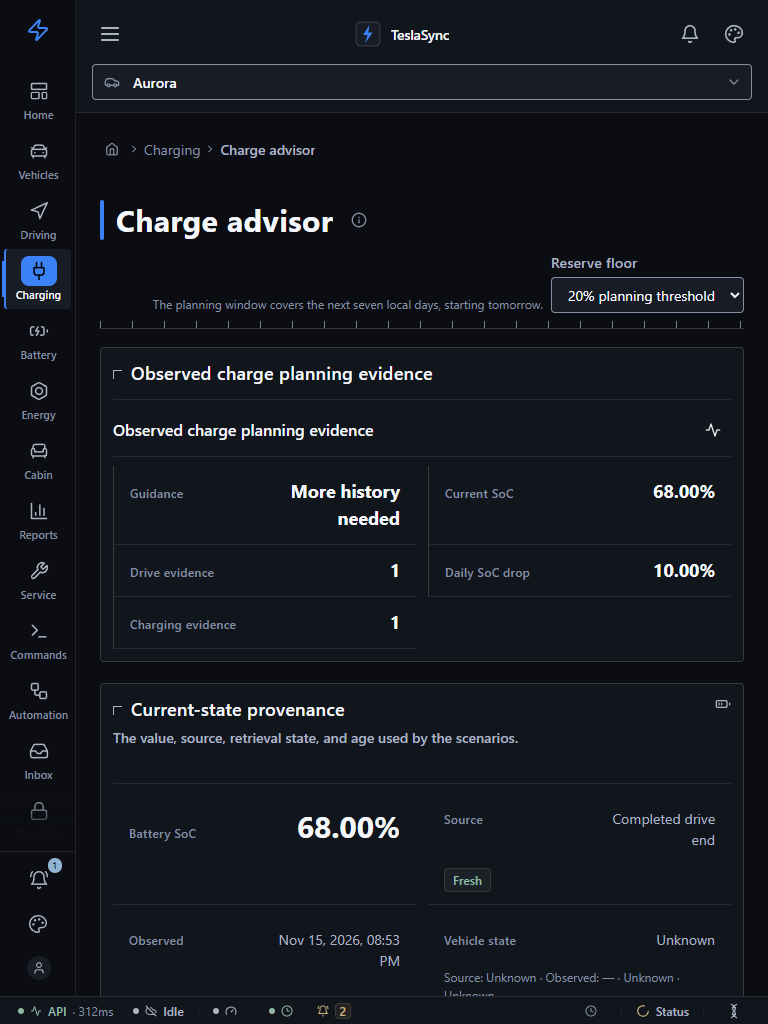 TeslaSync
Aurora
Home
Vehicles
Driving
Charging
Battery
Energy
Cabin
Reports
Service
Commands
Automation
Inbox
1
Charging
Charge advisor
Charge advisor
Reserve floor
The planning window covers the next seven local days, starting tomorrow.
20% planning threshold
Observed charge planning evidence
Observed charge planning evidence
Guidance
More history
needed
Current SoC
68.00%
Drive evidence
1
Daily SoC drop
10.00%
Charging evidence
1
Current-state provenance
The value, source, retrieval state, and age used by the scenarios.
Battery SoC
68.00%
Source
Completed drive
end
Fresh
Observed
Nov 15, 2026, 08:53
PM
Vehicle state
Unknown
Source: Unknown · Observed: — · Unknown ·
Unknown
API · 312ms
Idle
2
Status